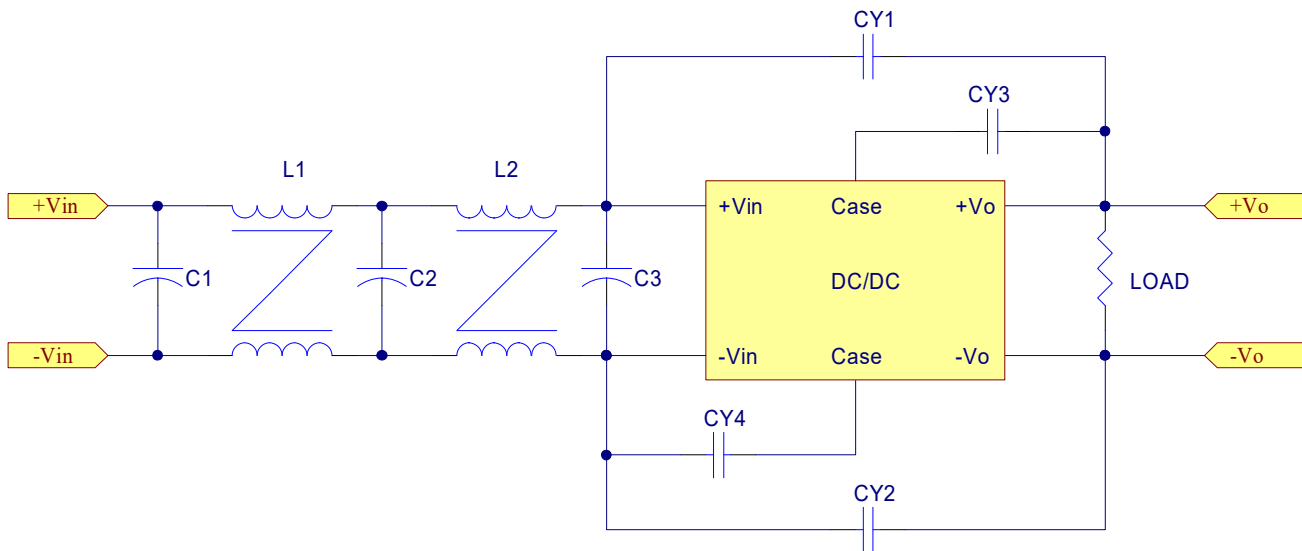 CY1
CY3
L1 L2
+Vin +Vin Case +Vo +Vo
C1 C2 C3 DC/DC LOAD
-Vin -Vin Case -Vo -Vo
CY4
CY2